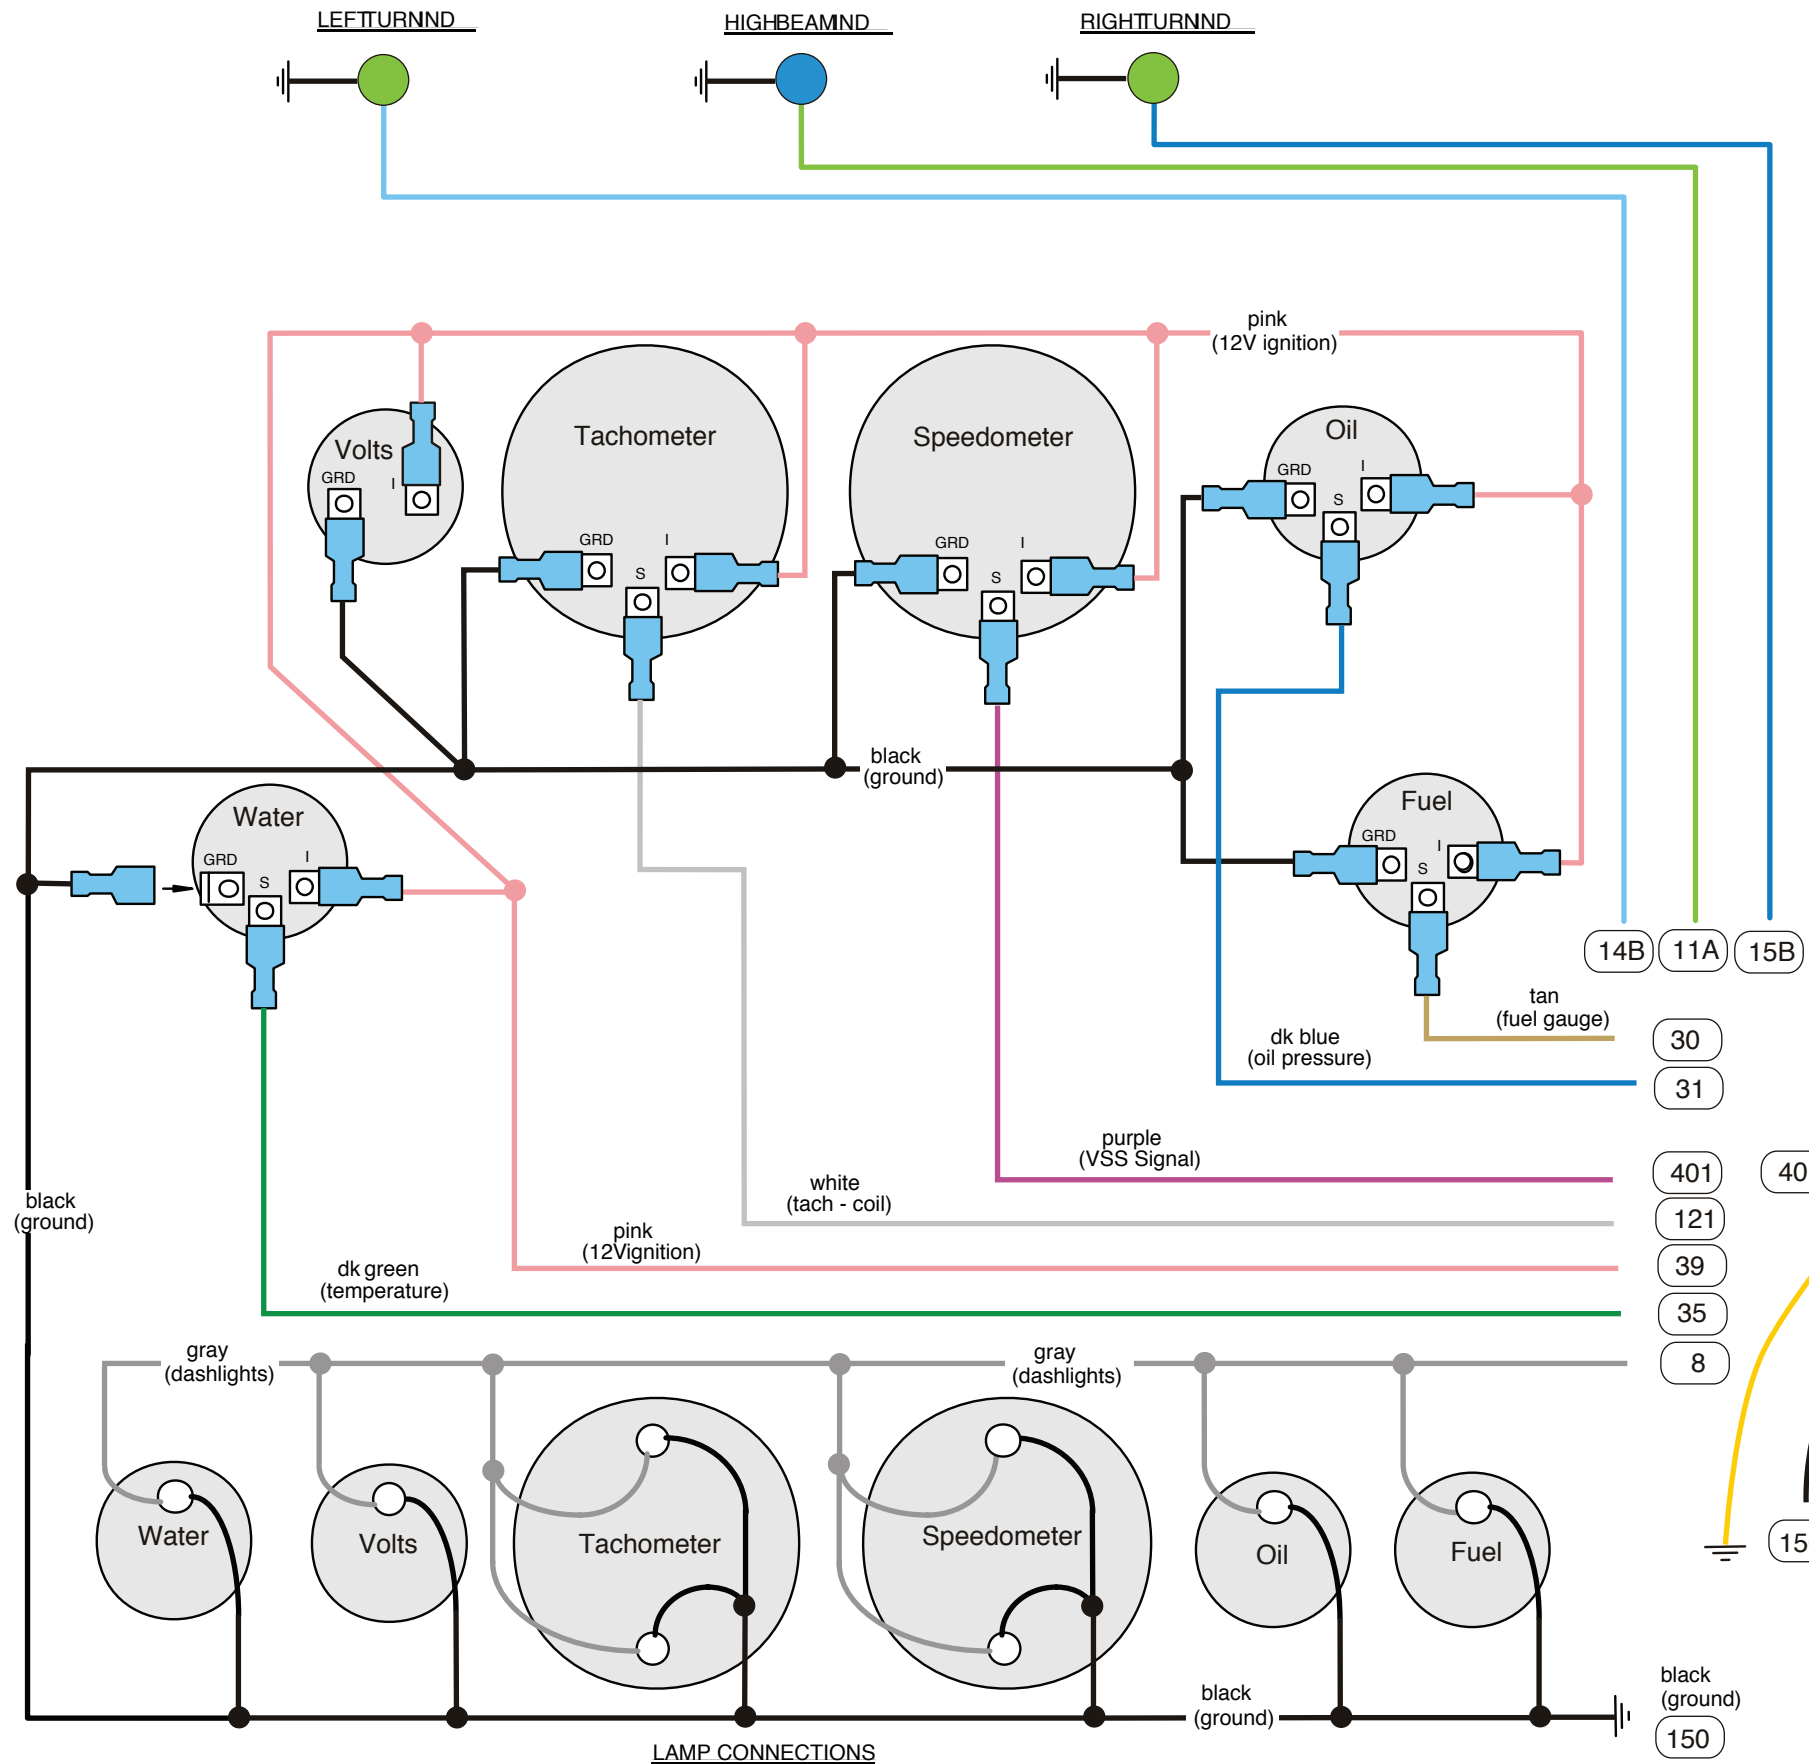 LEFTTURNIND
HIGHBEAMIND
RIGHTTURNIND
pink
(12V ignition)
Volts
GRD
I
Tachometer
GRD
I
S
Speedometer
GRD
I
S
Oil
GRD
I
S
black
(ground)
Water
GRD
I
S
Fuel
GRD
I
S
14B
11A
15B
tan
(fuel gauge)
30
dk blue
(oil pressure)
31
purple
(VSS Signal)
401
40
white
(tach - coil)
121
black
(ground)
pink
(12Vignition)
39
dk green
(temperature)
35
gray
(dashlights)
gray
(dashlights)
8
Water
Volts
Tachometer
Speedometer
Oil
Fuel
15
black
(ground)
black
(ground)
150
LAMP CONNECTIONS